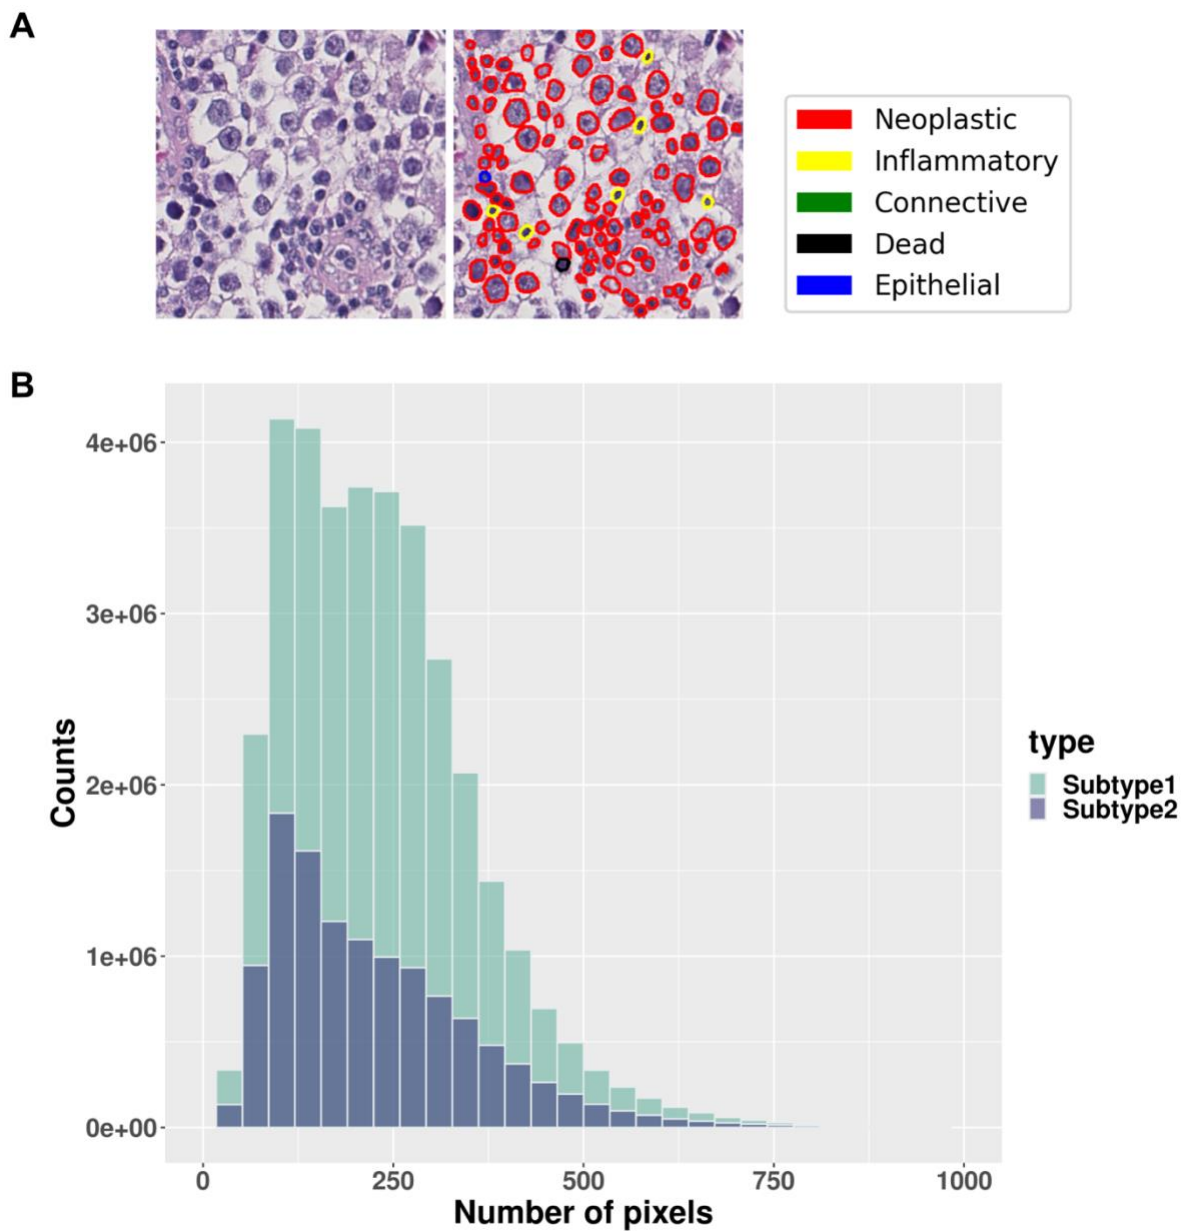 A
Neoplastic
Inflammatory
Connective
Dead
Epithelial
B
4e+06
3e+06
2e+06
1e+06
0e+00
Counts
0 250 500 750 1000
Number of pixels
type
Subtype1
Subtype2